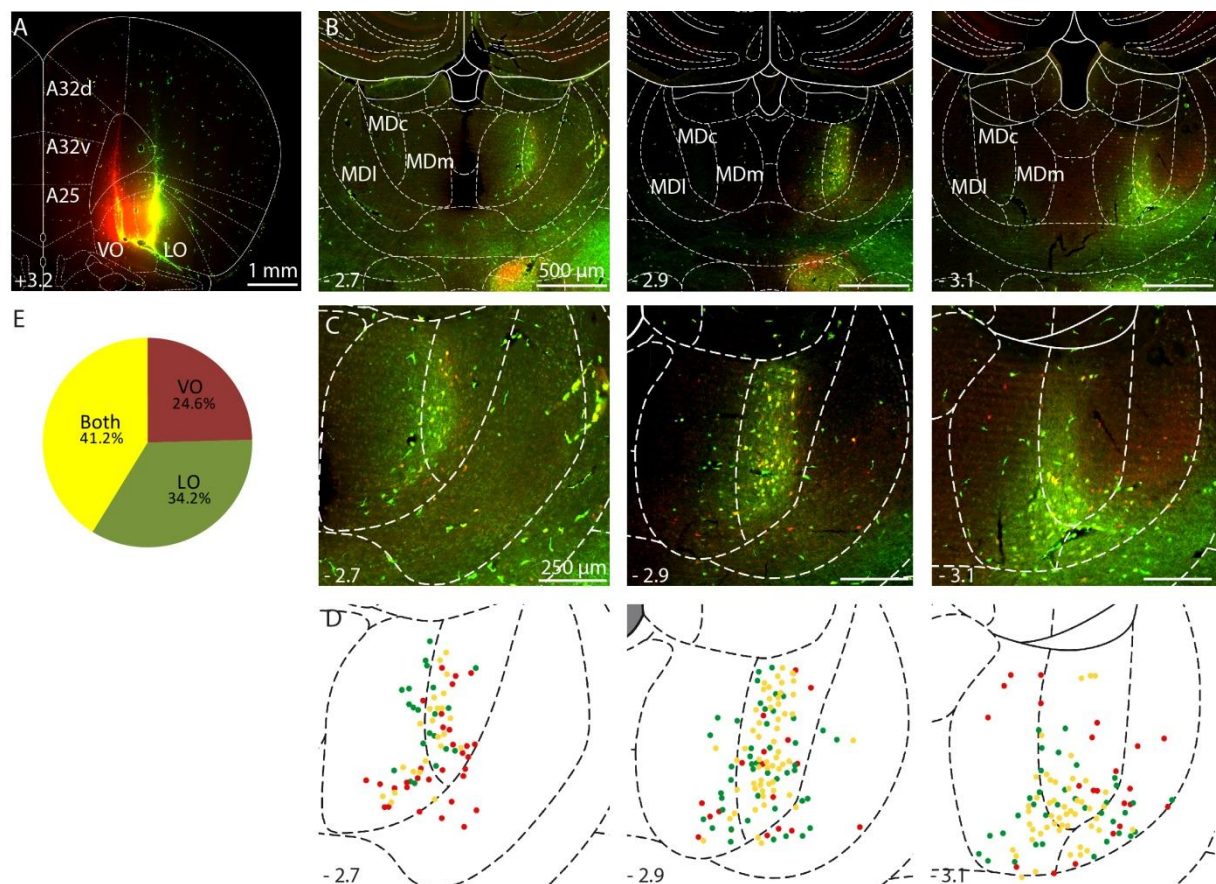 A
A32d
A32v
A25
VO
LO
+3.2
1 mm
B
MDc
MDl
MDm
-2.7
500 µm
MDc
MDl
MDm
-2.9
MDc
MDl
MDm
-3.1
E
Both
41.2%
VO
24.6%
LO
34.2%
C
-2.7
250 µm
-2.9
-3.1
D
-2.7
-2.9
-3.1